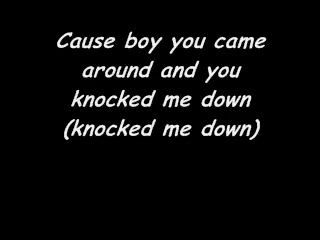 Cause boy you came
around and you
knocked me down
(knocked me down)